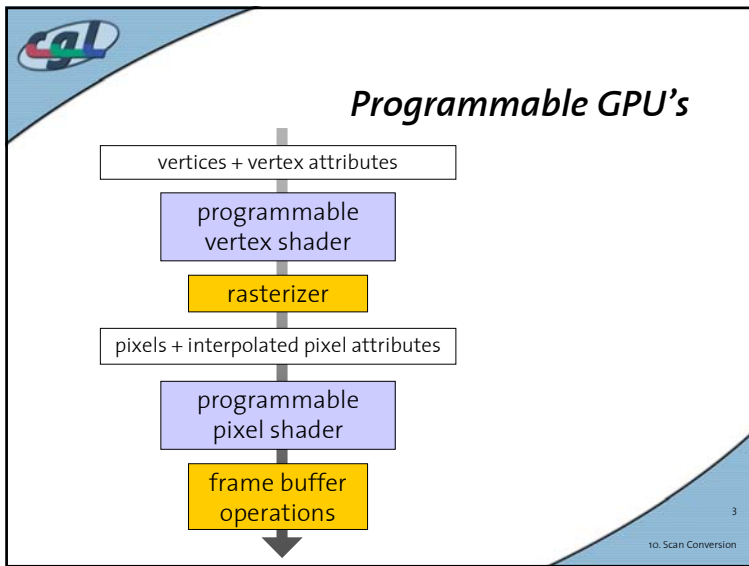 cgl
Programmable GPU's
vertices + vertex attributes
programmable
vertex shader
rasterizer
pixels + interpolated pixel attributes
programmable
pixel shader
frame buffer
operations
3
10. Scan Conversion